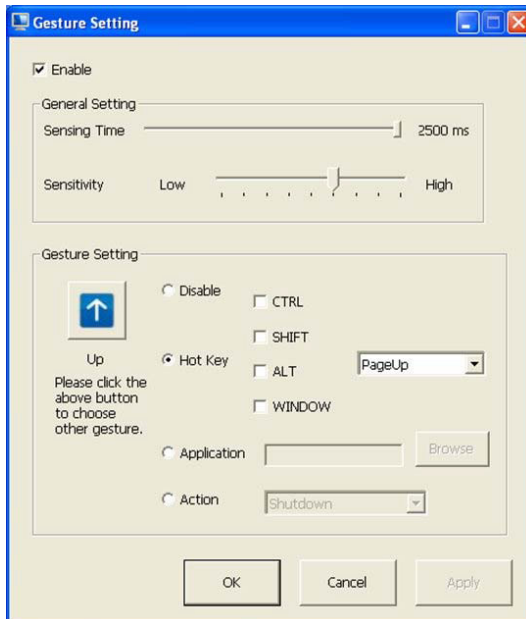 Gesture Setting
Enable
General Setting
Sensing Time 2500 ms
Sensitivity Low High
Gesture Setting
Disable
CTRL
SHIFT
Up
Hot Key
ALT
PageUp
Please click the
above button
to choose
other gesture.
WINDOW
Application
Browse
Action
Shutdown
OK Cancel Apply